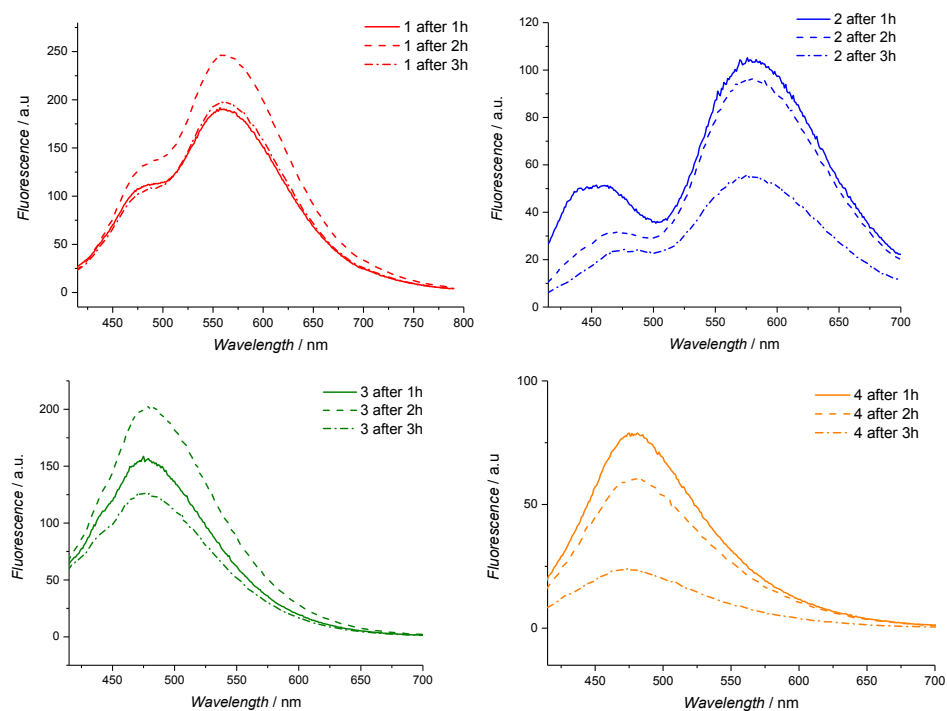 1 after 1h
1 after 2h
1 after 3h
250
200
150
100
50
0
Fluorescence / a.u
450 500 550 600 650 700 750 800
Wavelength / nm
2 after 1h
2 after 2h
2 after 3h
120
100
80
60
40
20
0
Fluorescence / a.u.
450 500 550 600 650 700
Wavelength / nm
3 after 1h
3 after 2h
3 after 3h
200
150
100
50
0
Fluorescence / a.u.
450 500 550 600 650 700
Wavelength / nm
4 after 1h
4 after 2h
4 after 3h
100
75
50
25
0
Fluorescence / a.u.
450 500 550 600 650 700
Wavelength / nm